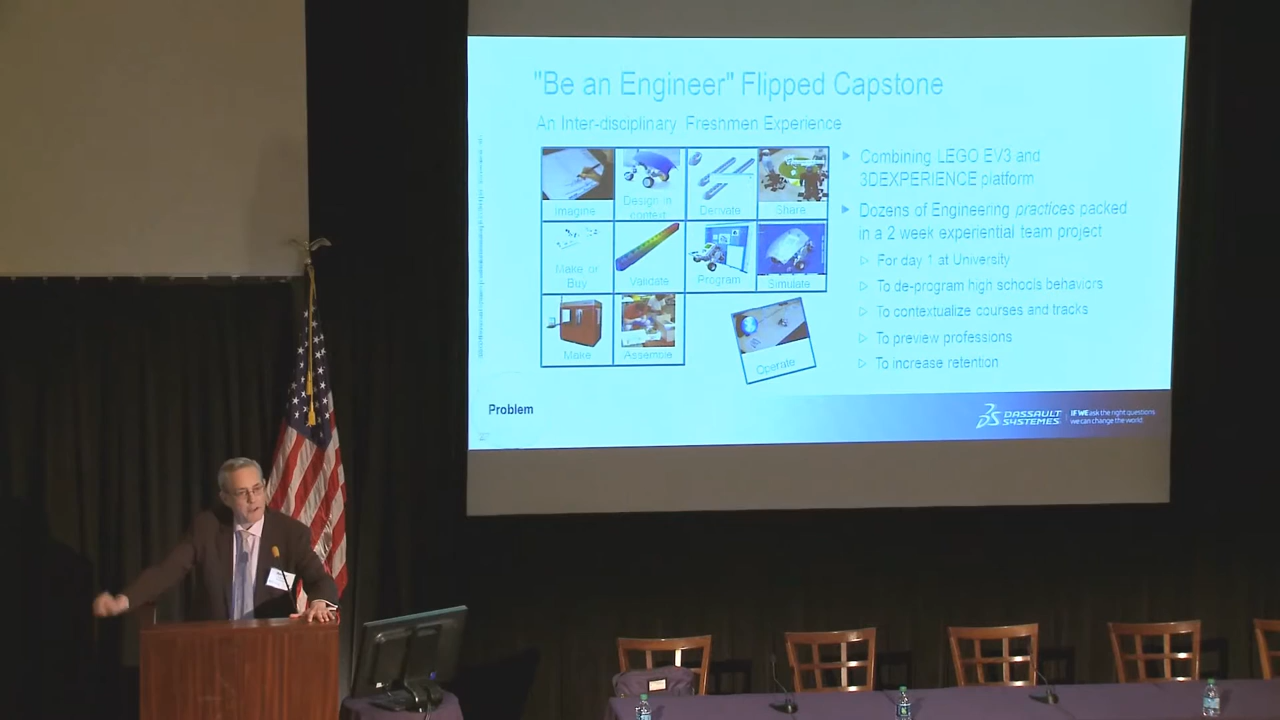 "Be an Engineer" Flipped Capstone
An Inter-disciplinary Freshmen Experience
Imagine
Design in
context
Derivate
Share
Make or
Buy
Validate
Program
Simulate
Make
Assemble
Operate
Combining LEGO EV3 and
3DEXPERIENCE platform
Dozens of Engineering practices packed
in a 2 week experiential team project
For day 1 at University
To de-program high schools behaviors
To contextualize courses and tracks
To preview professions
To increase retention
Problem
DASSAULT
SYSTEMES
IF WE ask the right questions
we can change the world.